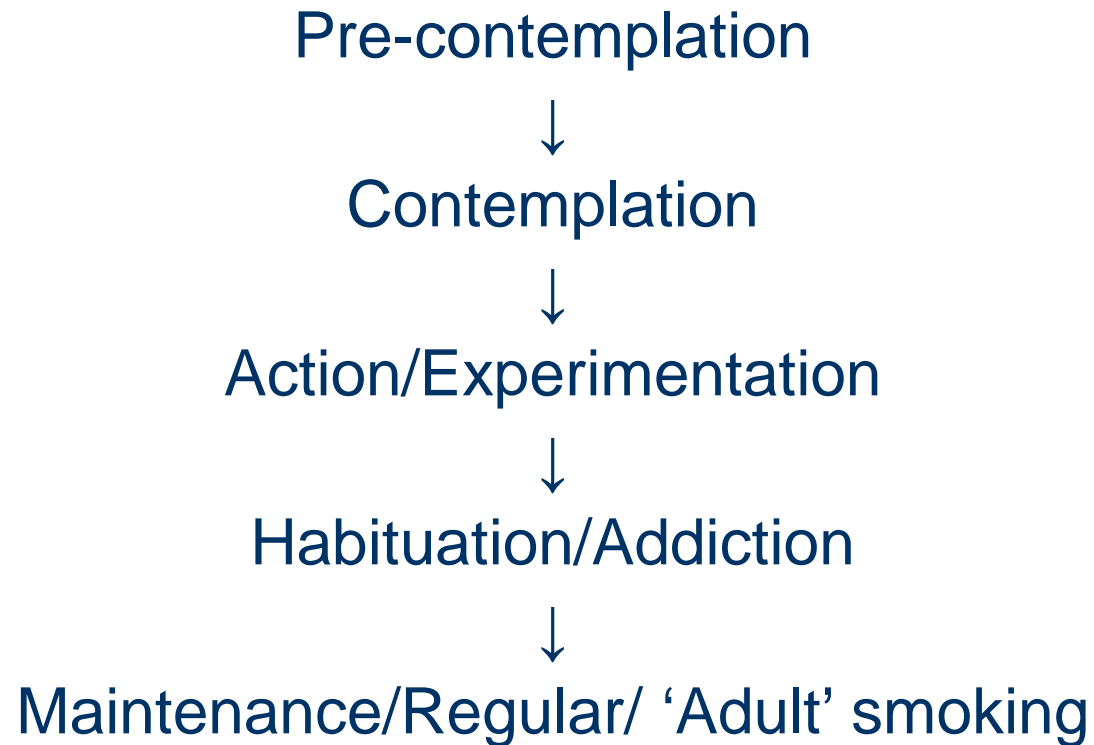 Pre-contemplation
↓
Contemplation
↓
Action/Experimentation
↓
Habituation/Addiction
↓
Maintenance/Regular/ ‘Adult’ smoking